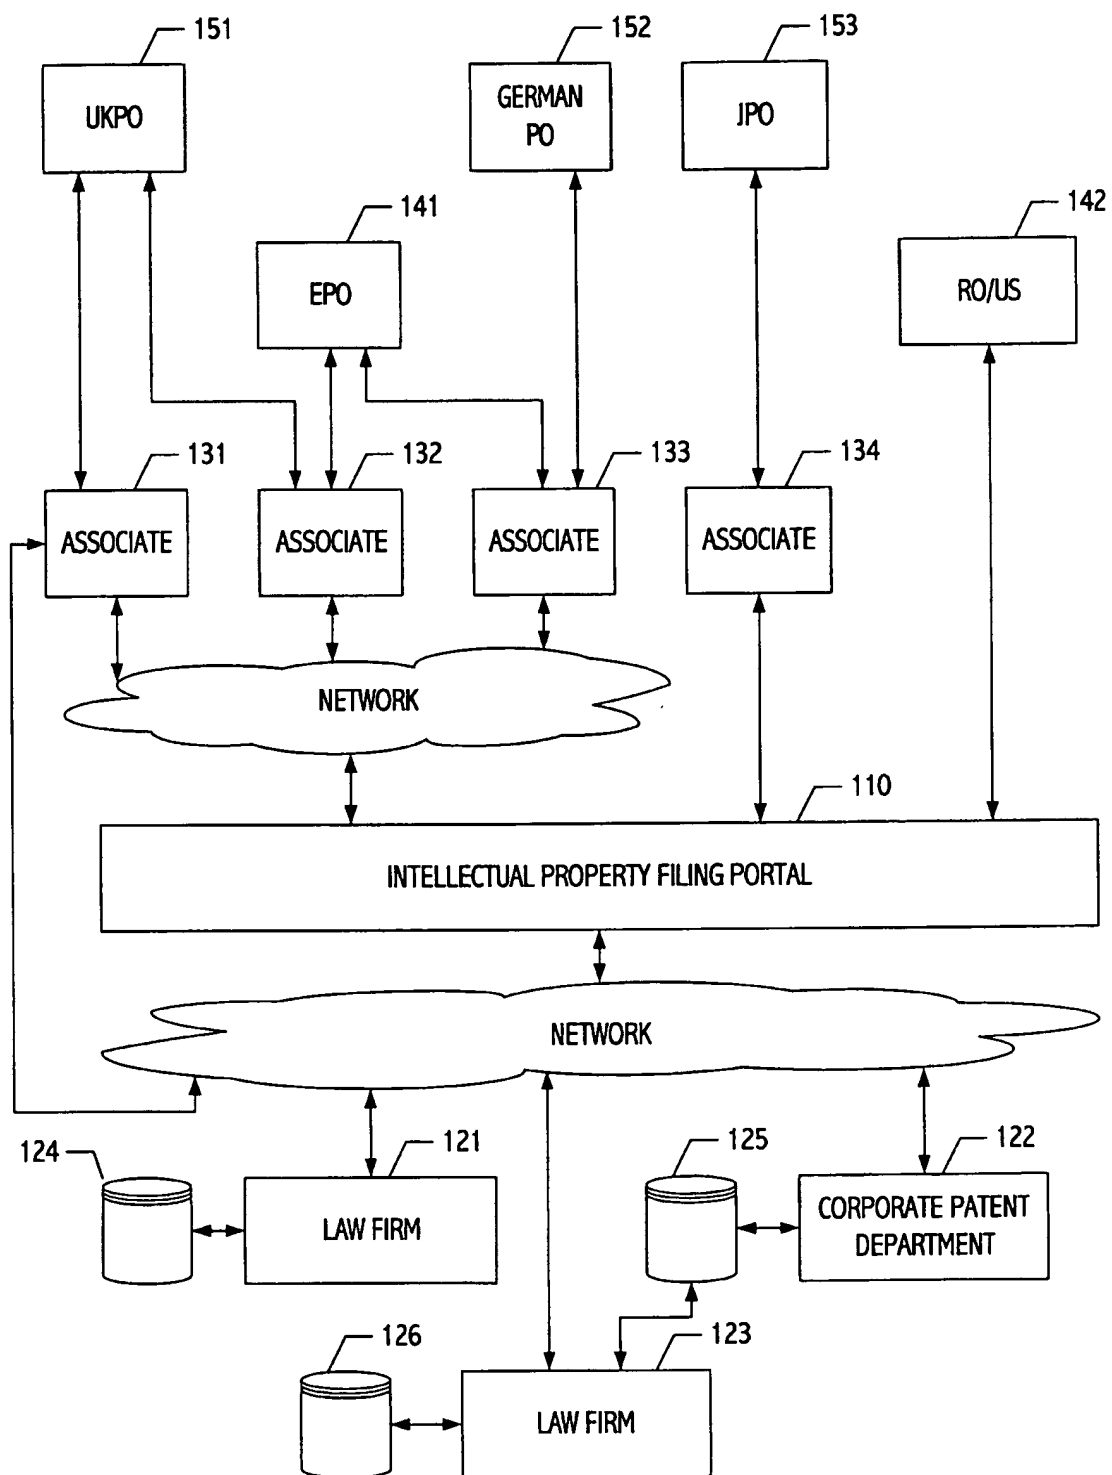 151
152
153
UKPO
GERMAN
PO
JPO
141
142
EPO
RO/US
131
132
133
134
ASSOCIATE
ASSOCIATE
ASSOCIATE
ASSOCIATE
NETWORK
110
INTELLECTUAL PROPERTY FILING PORTAL
NETWORK
124
121
125
122
LAW FIRM
CORPORATE PATENT
DEPARTMENT
126
123
LAW FIRM